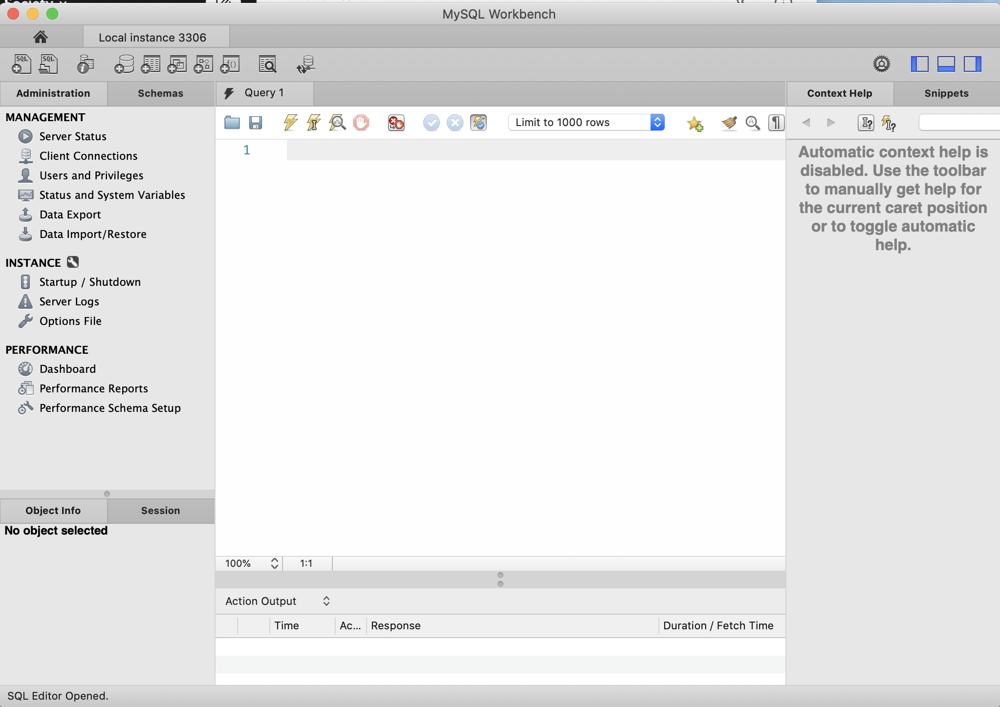 MySQL Workbench
Local instance 3306
SQL
SQL
Administration
Schemas
Query 1
Context Help
Snippets
MANAGEMENT
Server Status
Client Connections
Users and Privileges
Status and System Variables
Data Export
Data Import/Restore
INSTANCE
Startup / Shutdown
Server Logs
Options File
PERFORMANCE
Dashboard
Performance Reports
Performance Schema Setup
Limit to 1000 rows
1
Automatic context help is
disabled. Use the toolbar
to manually get help for
the current caret position
or to toggle automatic
help.
Object Info
Session
No object selected
100%
1:1
Action Output
Time
Ac...
Response
Duration / Fetch Time
SQL Editor Opened.